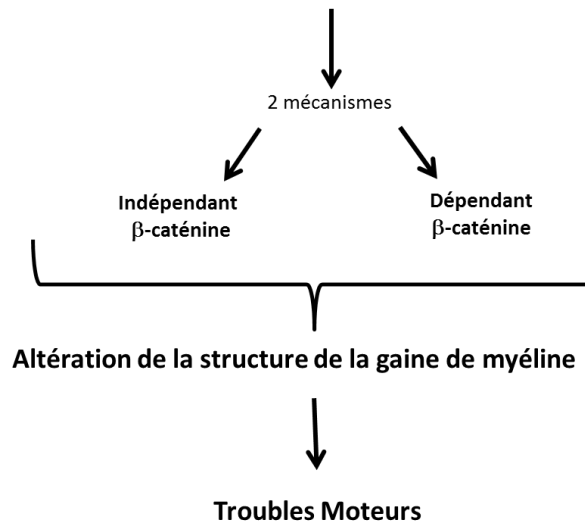 2 mécanismes
Indépendant
β-caténine
Dépendant
β-caténine
Altération de la structure de la gaine de myéline
Troubles Moteurs